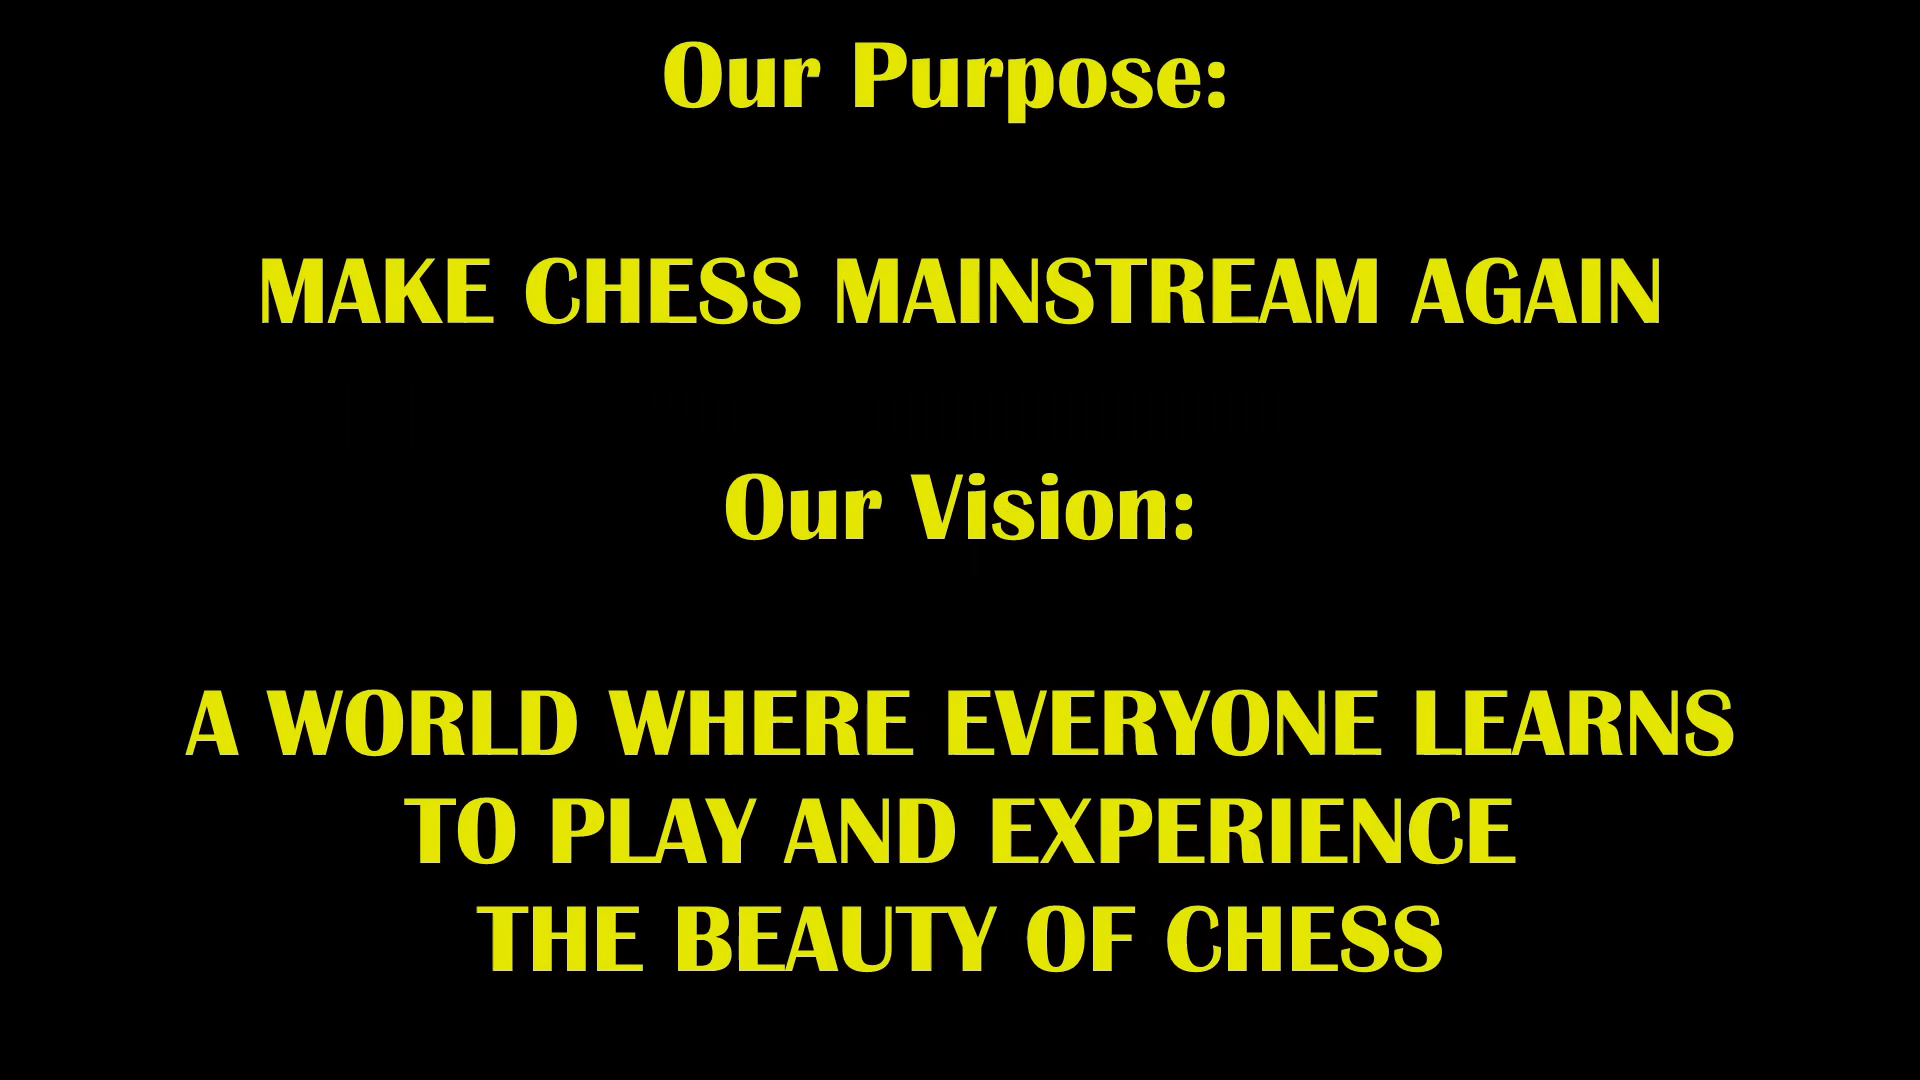 Our Purpose:
MAKE CHESS MAINSTREAM AGAIN
Our Vision:
A WORLD WHERE EVERYONE LEARNS
TO PLAY AND EXPERIENCE
THE BEAUTY OF CHESS